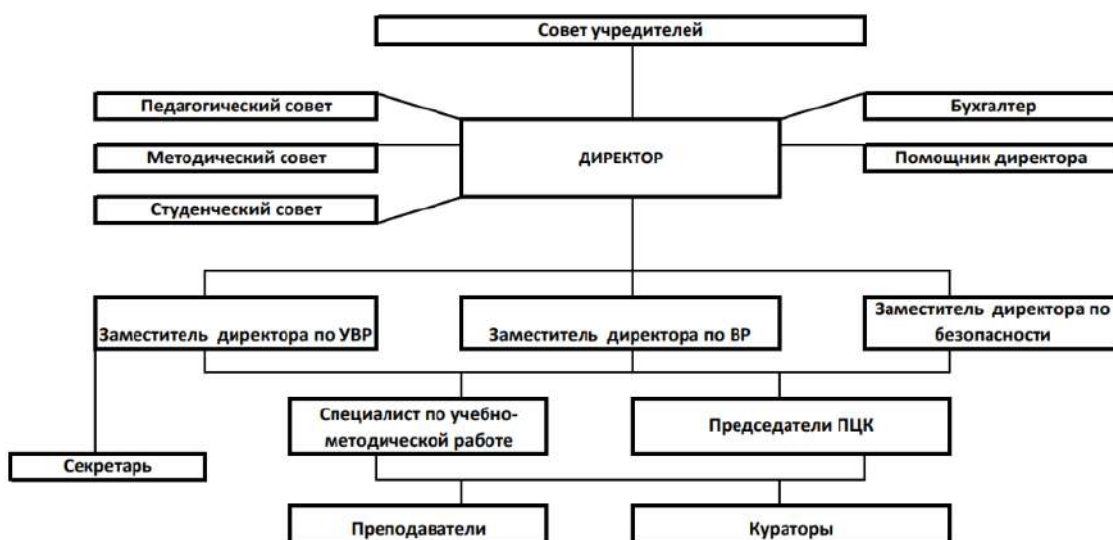 Совет учредителей
Педагогический совет
Бухгалтер
ДИРЕКТОР
Методический совет
Помощник директора
Студенческий совет
Заместитель директора по УВР
Заместитель директора по ВР
Заместитель директора по
безопасности
Специалист по учебно-
методической работе
Председатели ПЦК
Секретарь
Преподаватели
Кураторы